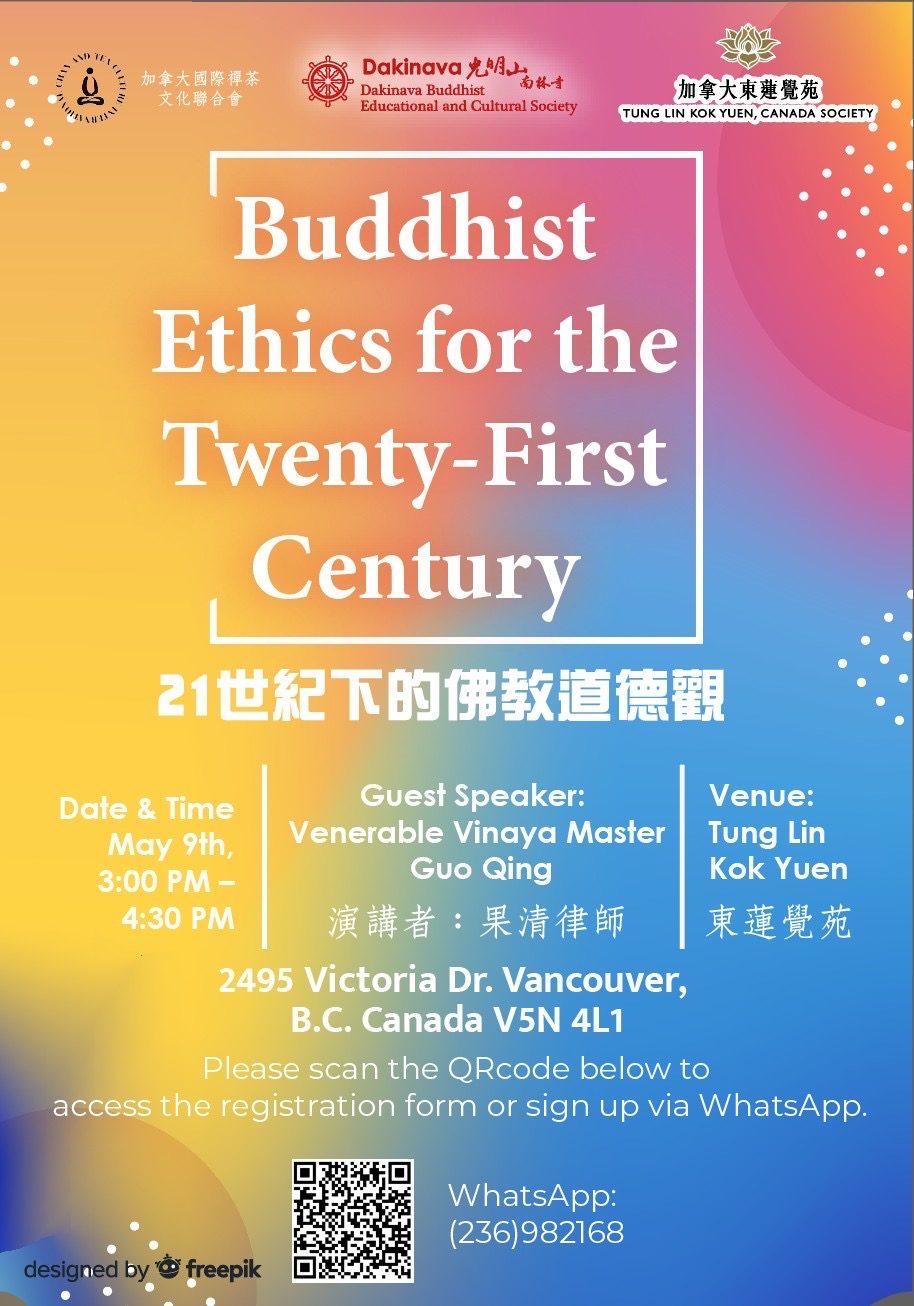 加拿大國際禪茶
文化聯合會
Dakinava 光明山
南林寺
Dakinava Buddhist
Educational and Cultural Society
加拿大東蓮覺苑
TUNG LIN KOK YUEN, CANADA SOCIETY
Buddhist
Ethics for the
Twenty-First
Century
21世紀下的佛教道德觀
Date & Time
May 9th,
3:00 PM –
4:30 PM
Guest Speaker:
Venerable Vinaya Master
Guo Qing
演講者：果清律師
Venue:
Tung Lin
Kok Yuen
東蓮覺苑
2495 Victoria Dr. Vancouver,
B.C. Canada V5N 4L1
Please scan the QRcode below to
access the registration form or sign up via WhatsApp.
WhatsApp:
(236)982168
designed by freepik